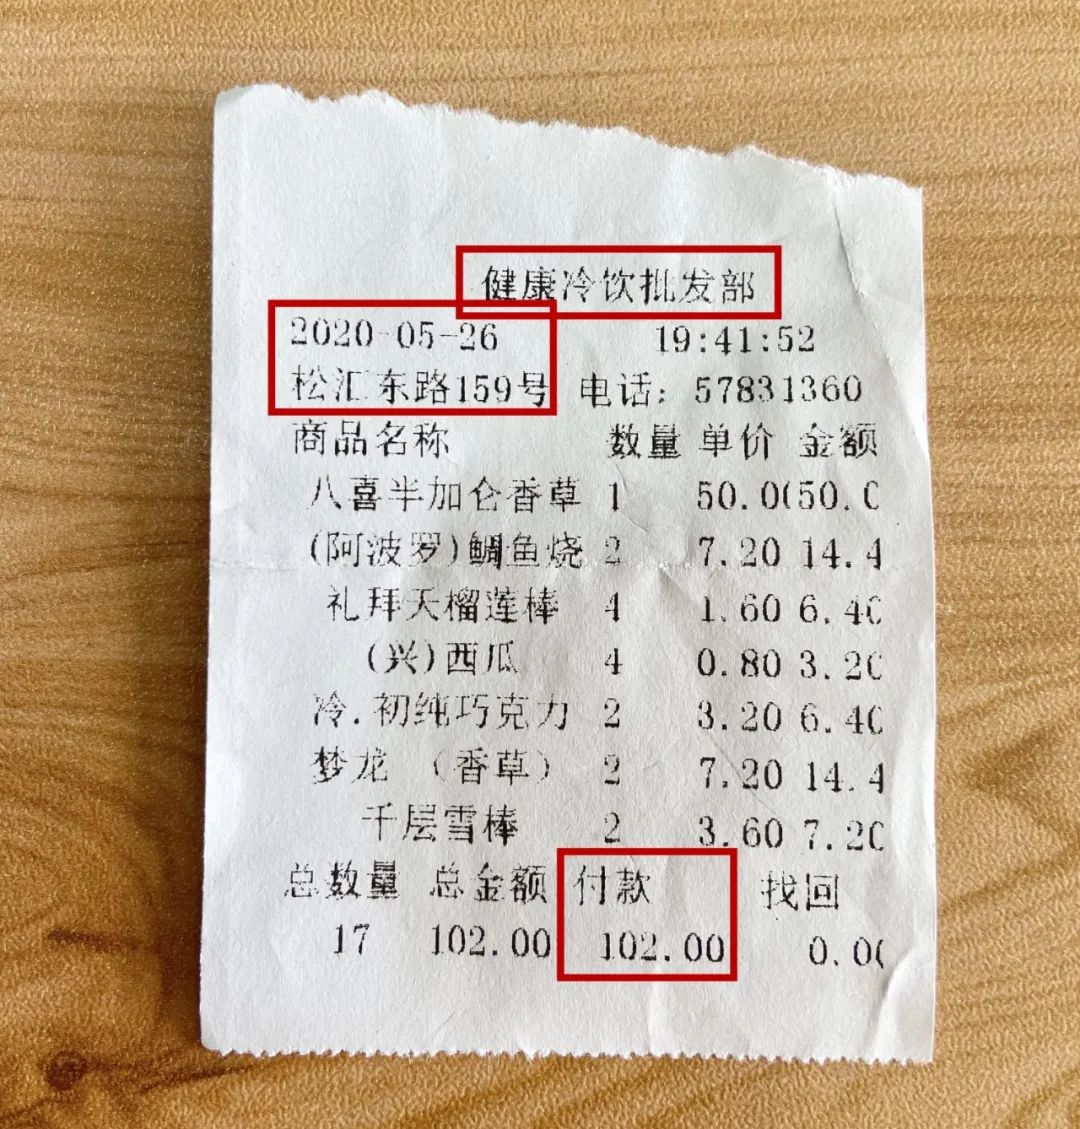 健康冷饮批发部
2020-05-26 19:41:52
松汇东路159号 电话: 57831360
商品名称 数量 单价 金额
八喜半加仑香草 1 50.0(50.0
(阿波罗)鲷鱼烧 2 7.20 14.4
礼拜天榴莲棒 4 1.60 6.40
(兴)西瓜 4 0.80 3.20
冷.初纯巧克力 2 3.20 6.40
梦龙 (香草) 2 7.20 14.4
千层雪棒 2 3.60 7.20
总数量 总金额 付款 找回
17 102.00 102.00 0.00